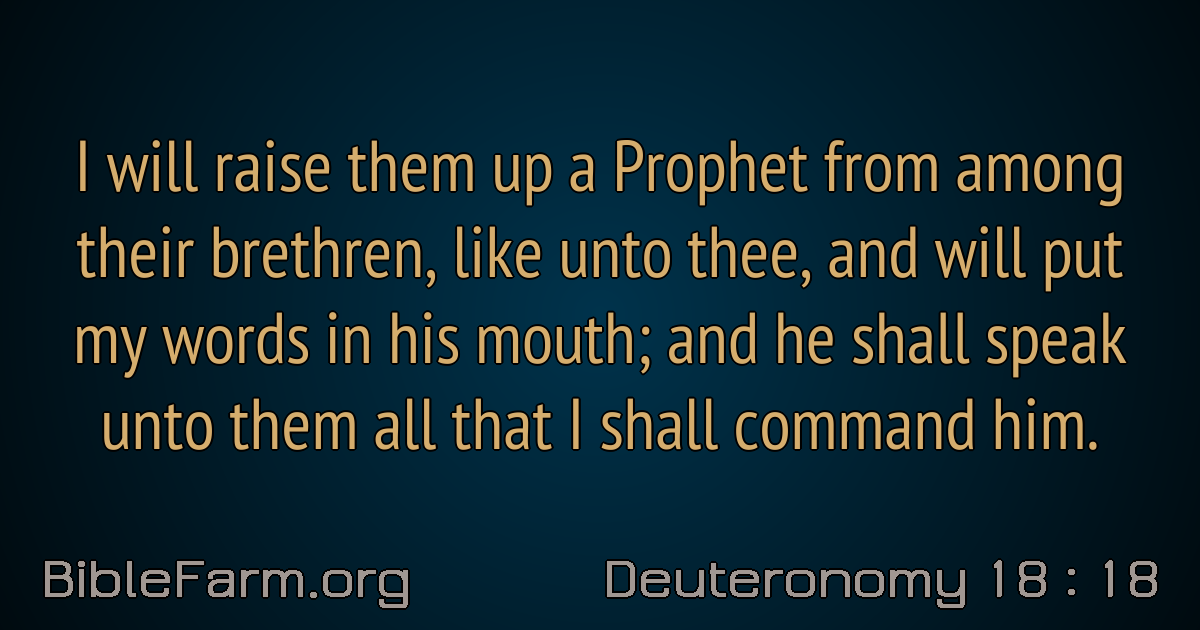 I will raise them up a Prophet from among
their brethren, like unto thee, and will put
my words in his mouth; and he shall speak
unto them all that I shall command him.
BibleFarm.org
Deuteronomy 18 : 18